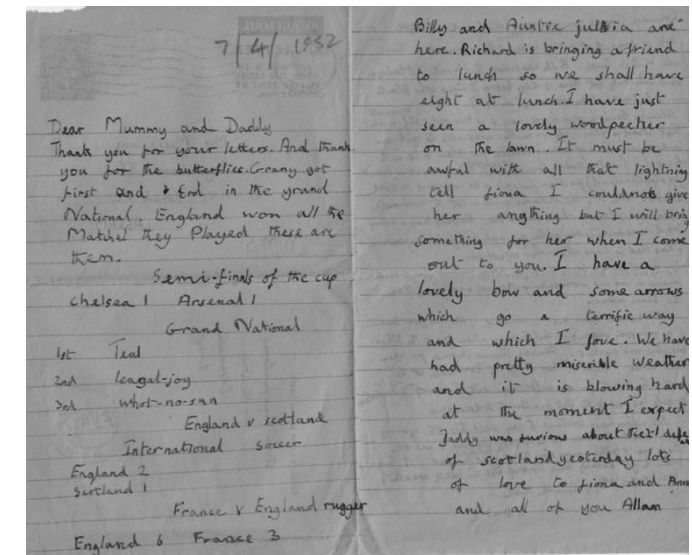 7/4/1952
Dear Mummy and Daddy
Thank you for your letters. And thank
you for the butterflies. Grany got
first and 2nd in the grand
National. England won all the
Matches they Played these are
them.
Semi-finals of the cup
Chelsea 1 Arsenal 1
Grand National
1st Teal
2nd leagal-joy
3rd whot-no-sun
England v scotland
International soccer
England 2
Scotland 1
France v England rugger
England 6 France 3
Billy and Auntie are
here. Richard is bringing a friend
to lunch so we shall have
eight at lunch. I have just
seen a lovely woodpecker
on the lawn. It must be
awful with all that lightning
tell fiona I couldnot give
her anything but I will bring
something for her when I come
out to you. I have a
lovely bow and some arrows
which go a terrific way
and which I love. We have
had pretty miserible weather
and it is blowing hard
at the moment I expect
Daddy was furious about the 2-1
of scotland yesterday lots
of love to fiona and
and all of you Allan